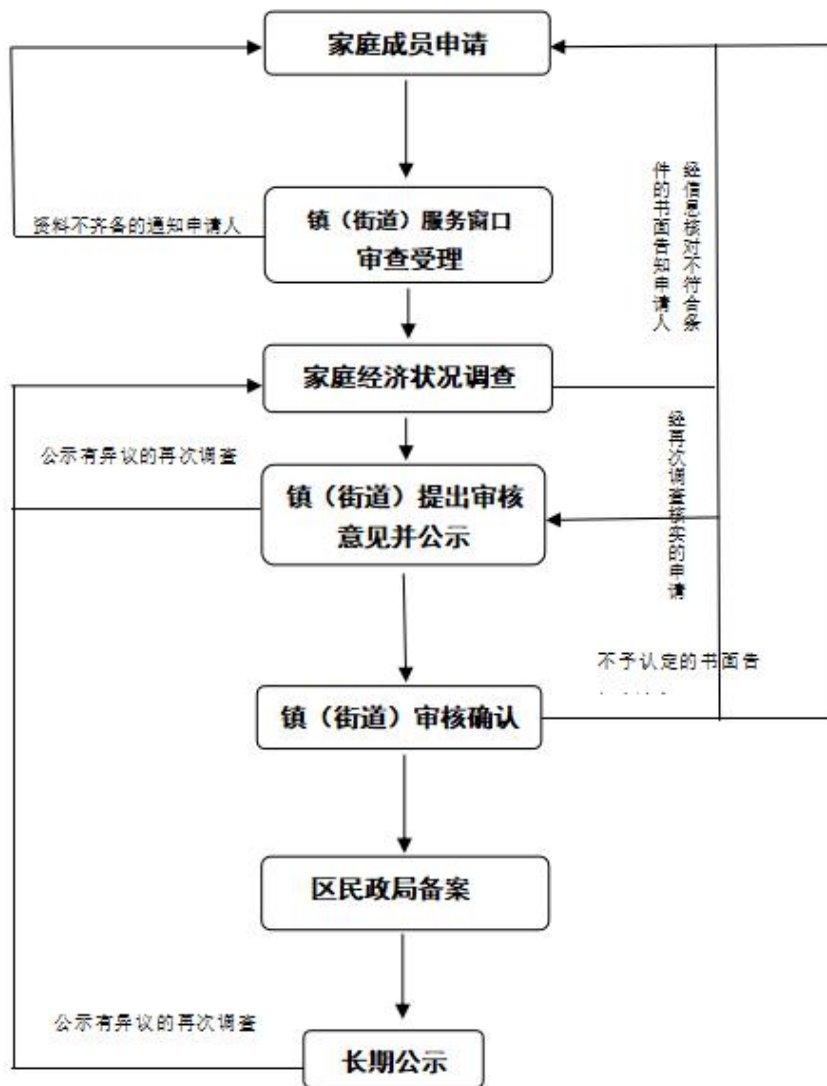 家庭成员申请
资料不齐备的通知申请人
镇（街道）服务窗口
审查受理
经信息核对不符合条
件的书面告知申请人
家庭经济状况调查
公示有异议的再次调查
镇（街道）提出审核
意见并公示
经再次调查核实的申请
不予认定的书面告
镇（街道）审核确认
区民政局备案
公示有异议的再次调查
长期公示